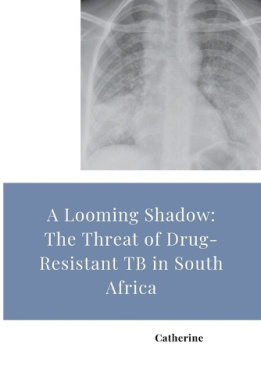 A Looming Shadow:
The Threat of Drug-
Resistant TB in South
Africa
Catherine